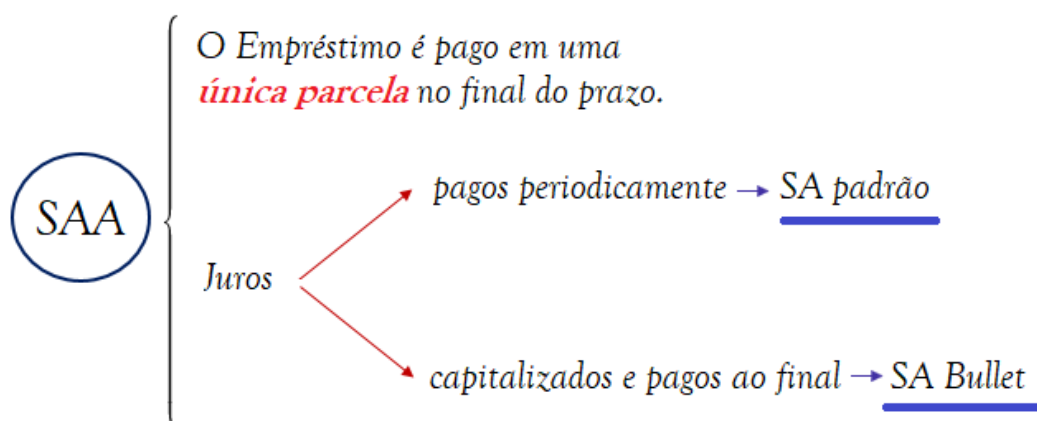 O Empréstimo é pago em uma
única parcela no final do prazo.
pagos periodicamente → SA padrão
SAA
Juros
capitalizados e pagos ao final → SA Bullet